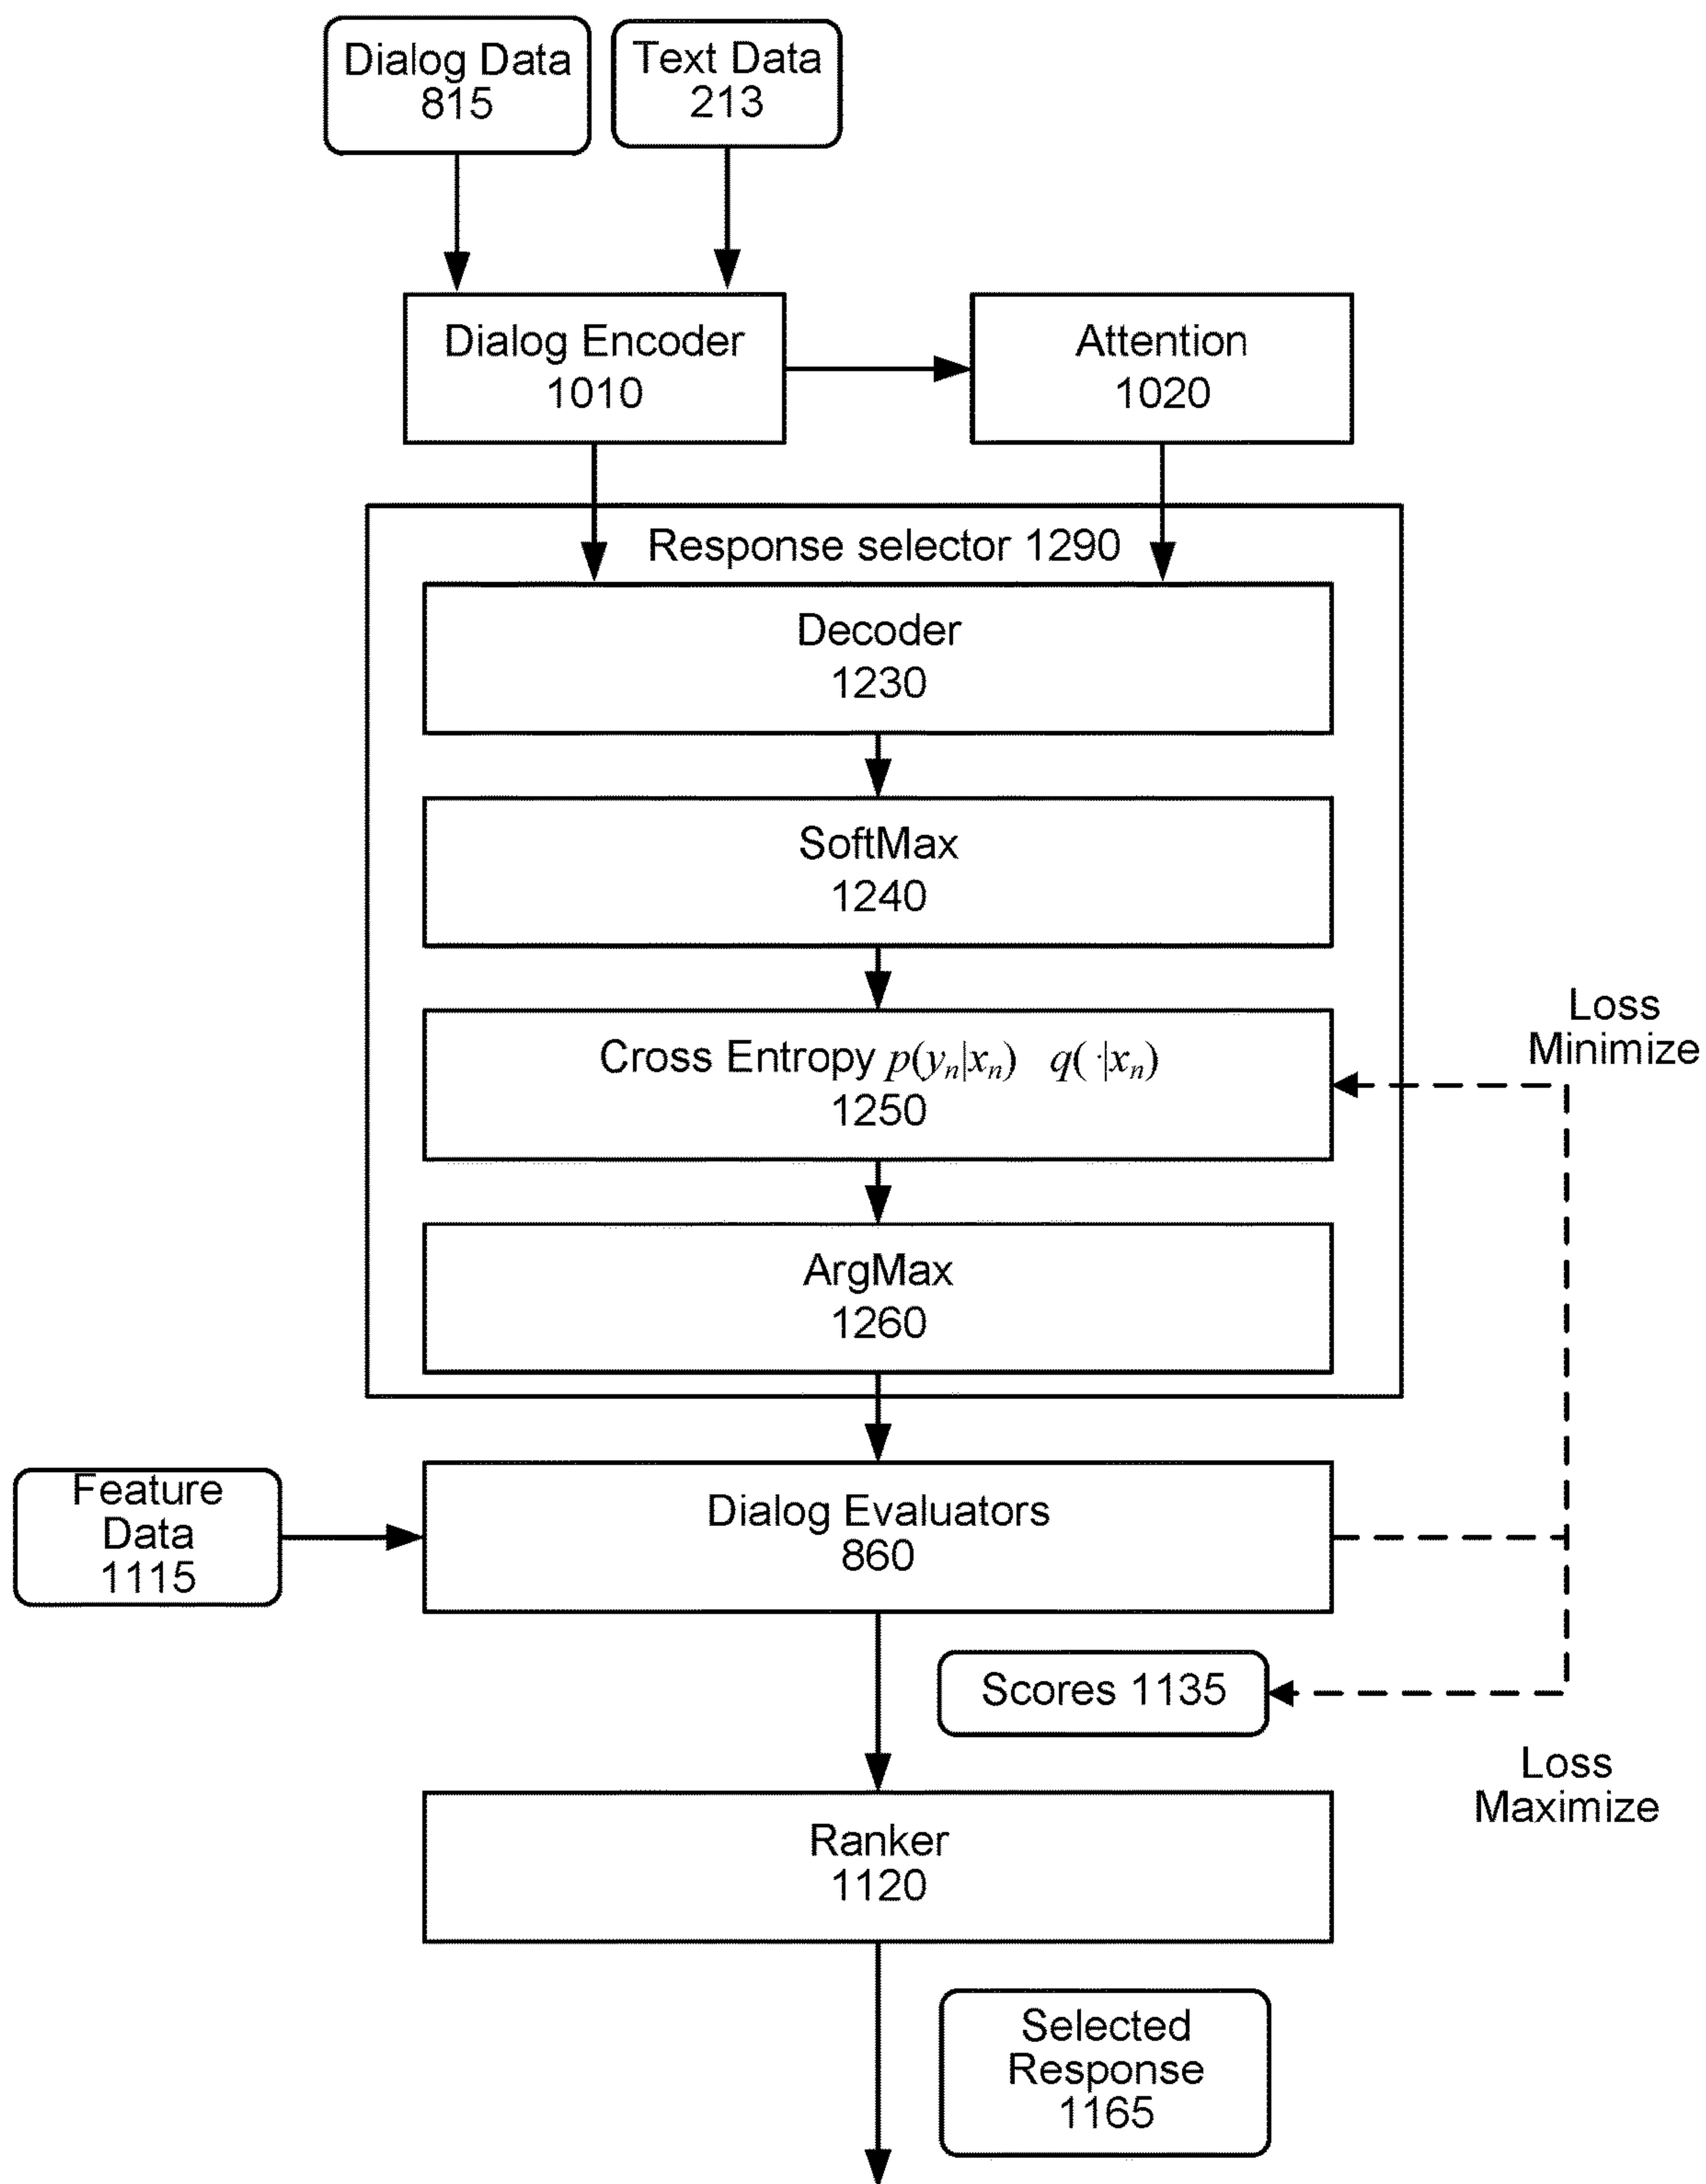 Dialog Data
815
Text Data
213
Dialog Encoder
1010
Attention
1020
Response selector 1290
Decoder
1230
SoftMax
1240
Cross Entropy p(yₙ|xₙ) q(·|xₙ)
1250
Loss
Minimize
ArgMax
1260
Feature
Data
1115
Dialog Evaluators
860
Scores 1135
Loss
Maximize
Ranker
1120
Selected
Response
1165